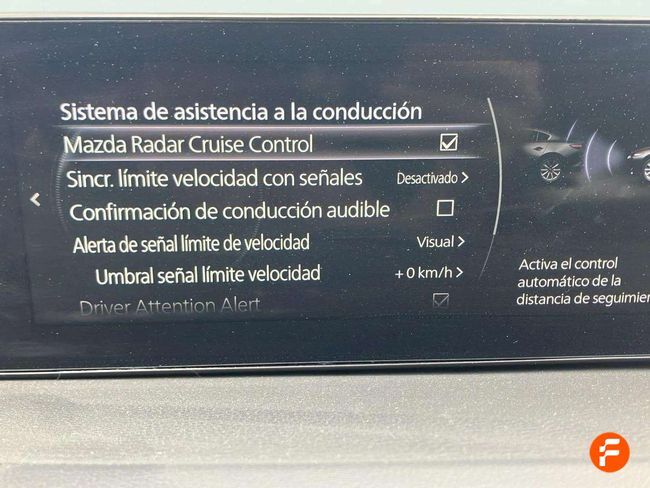 Sistema de asistencia a la conducción
Mazda Radar Cruise Control
Sincr. límite velocidad con señales Desactivado >
Confirmación de conducción audible
Alerta de señal límite de velocidad Visual >
Umbral señal límite velocidad + 0 km/h >
Driver Attention Alert
Activa el control
automático de la
distancia de seguimie